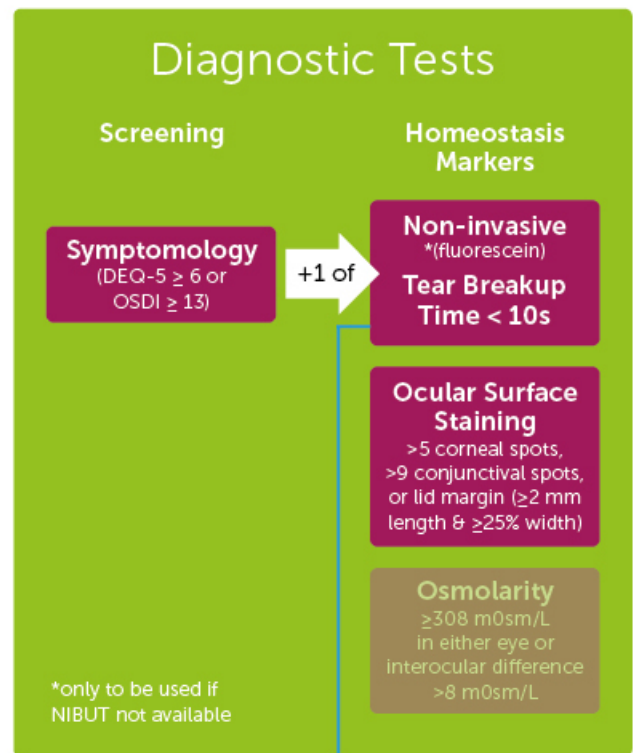 Diagnostic Tests
Screening
Homeostasis
Markers
Symptomology
(DEQ-5 ≥ 6 or
OSDI ≥ 13)
+1 of
Non-invasive
*(fluorescein)
Tear Breakup
Time < 10s
Ocular Surface
Staining
>5 corneal spots,
>9 conjunctival spots,
or lid margin (≥2 mm
length & ≥25% width)
Osmolarity
≥308 m0sm/L
in either eye or
interocular difference
>8 m0sm/L
*only to be used if
NIBUT not available